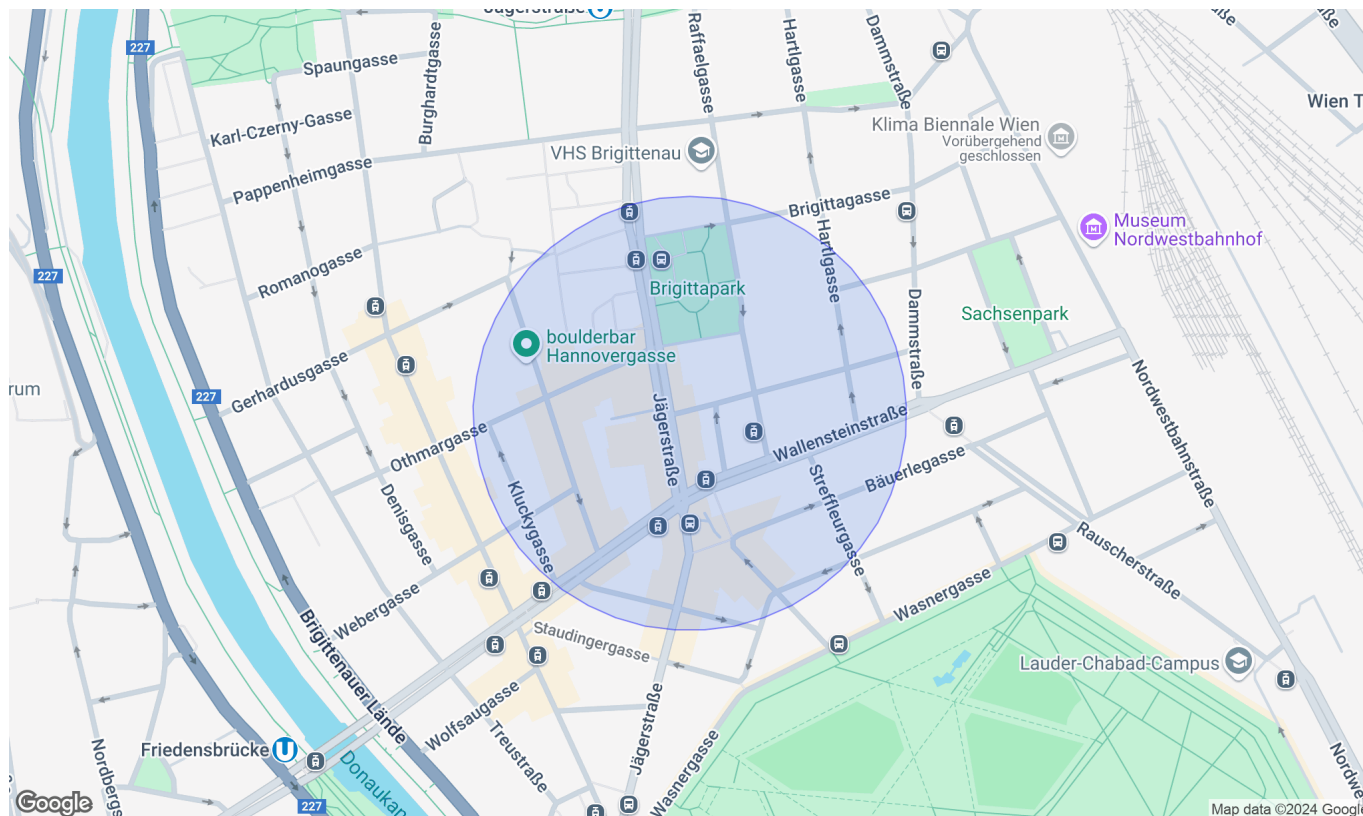 Jägerstraße
227
Spaungasse
Burghardtgasse
Raffaelgasse
Hartlgasse
Dammstraße
Karl-Czerny-Gasse
Wien T
Klima Biennale Wien
Vorübergehend
geschlossen
VHS Brigittenau
Pappenheimgasse
Brigittagasse
Museum
Nordwestbahnhof
Romanogasse
Hartlgasse
227
Brigittapark
Dammstraße
Sachsenpark
boulderbar
Hannovergasse
Gerhardusgasse
227
rum
Jägerstraße
Wallensteinstraße
Nordwestbahnstraße
Othmargasse
Bäuerlegasse
Denisgasse
Kluckygasse
Streffleurgasse
Rauscherstraße
Webergasse
Wasnergasse
Brigittenauer Lände
Staudingergasse
Lauder-Chabad-Campus
Wolfsaugasse
Jägerstraße
Treustraße
Friedensbrücke
U
Nordbergs
Donaukan
Wasnergasse
Nordw
227
Google
Map data ©2024 Google